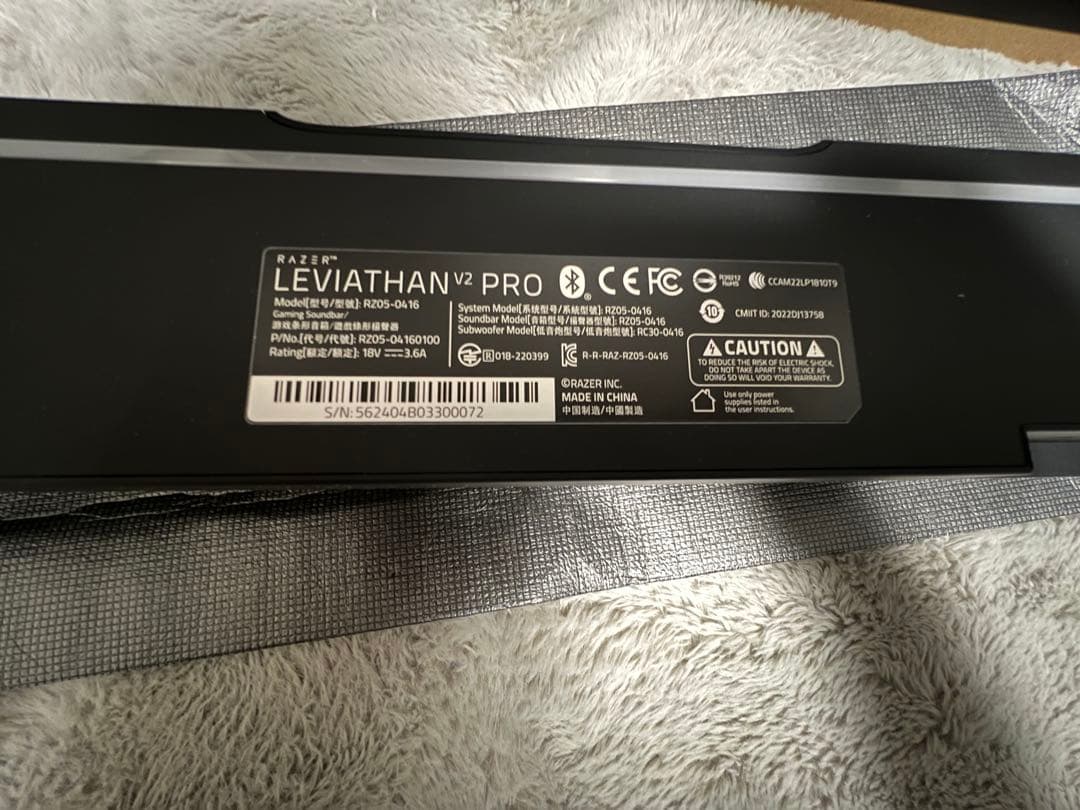 RAZER™
LEVIATHAN V2 PRO
Model[型号/型號]: RZ05-0416
Gaming Soundbar/
游戏条形音箱/遊戲條形揚聲器
P/No.[代号/代號]: RZ05-04160100
Rating[额定/額定]: 18V 3.6A
S/N: 562404B03300072
System Model[系统型号/系統型號]: RZ05-0416
Soundbar Model[音箱型号/揚聲器型號]: RZ05-0416
Subwoofer Model[低音炮型号/低音炮型號]: RC30-0416
R 018-220399
R-R-RAZ-RZ05-0416
©RAZER INC.
MADE IN CHINA
中国制造/中國製造
CE FC
RoHS
CCAM22LP1810T9
10
CMIIT ID: 2022DJ13758
CAUTION
TO REDUCE THE RISK OF ELECTRIC SHOCK,
DO NOT TAKE APART THE DEVICE AS
DOING SO WILL VOID YOUR WARRANTY.
Use only power
supplies listed in
the user instructions.